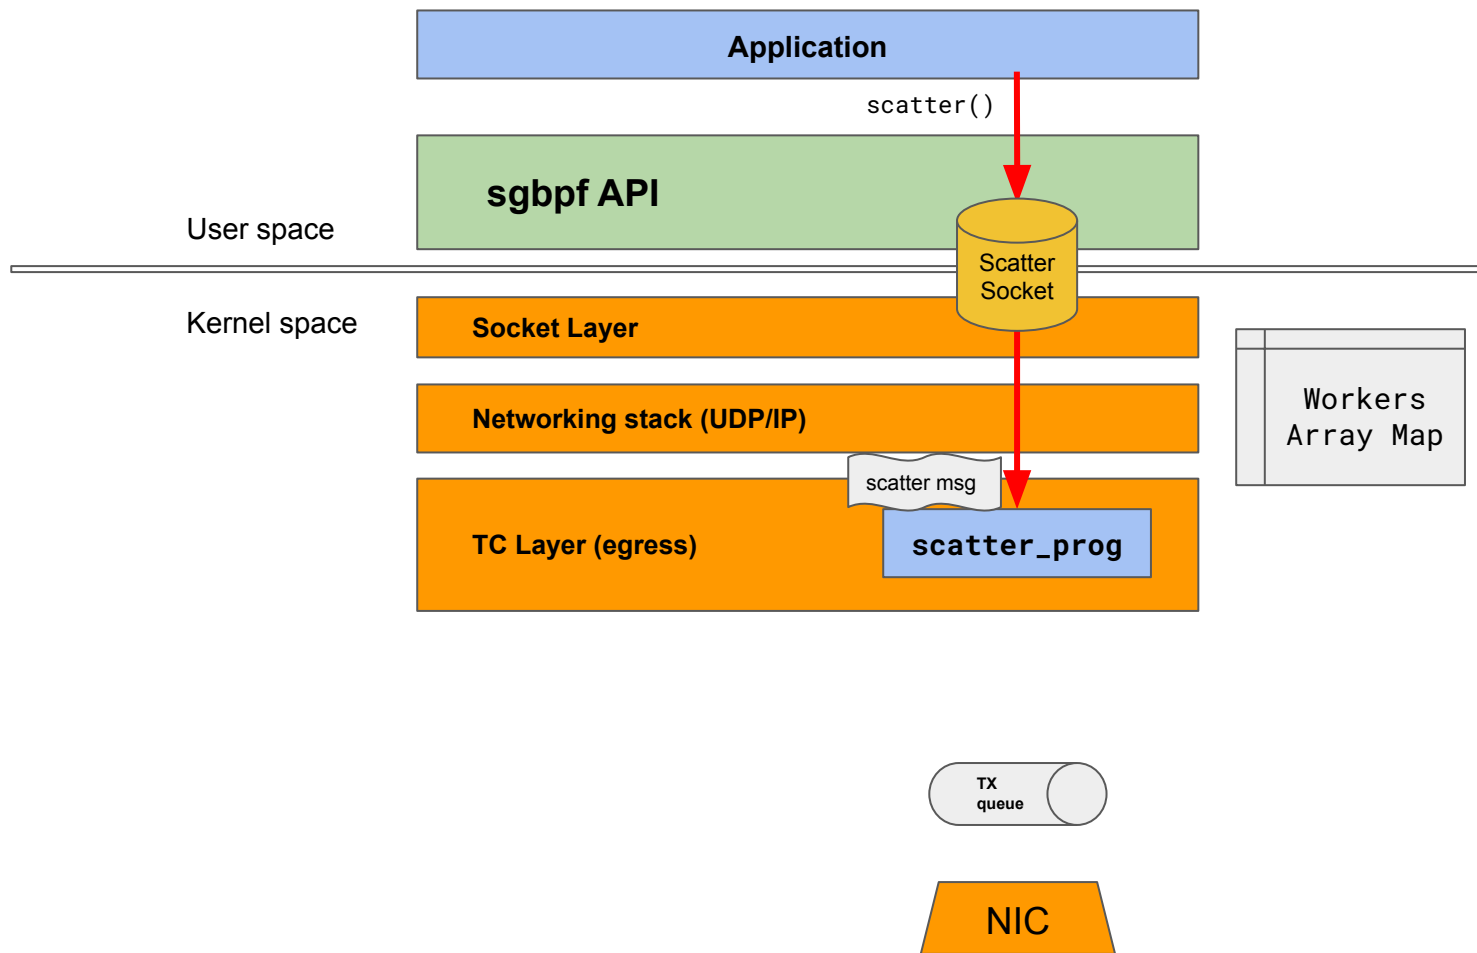 Application
scatter()
sgbpf API
User space
Scatter
Socket
Kernel space
Socket Layer
Workers
Array Map
Networking stack (UDP/IP)
scatter msg
TC Layer (egress)
scatter_prog
TX
queue
NIC